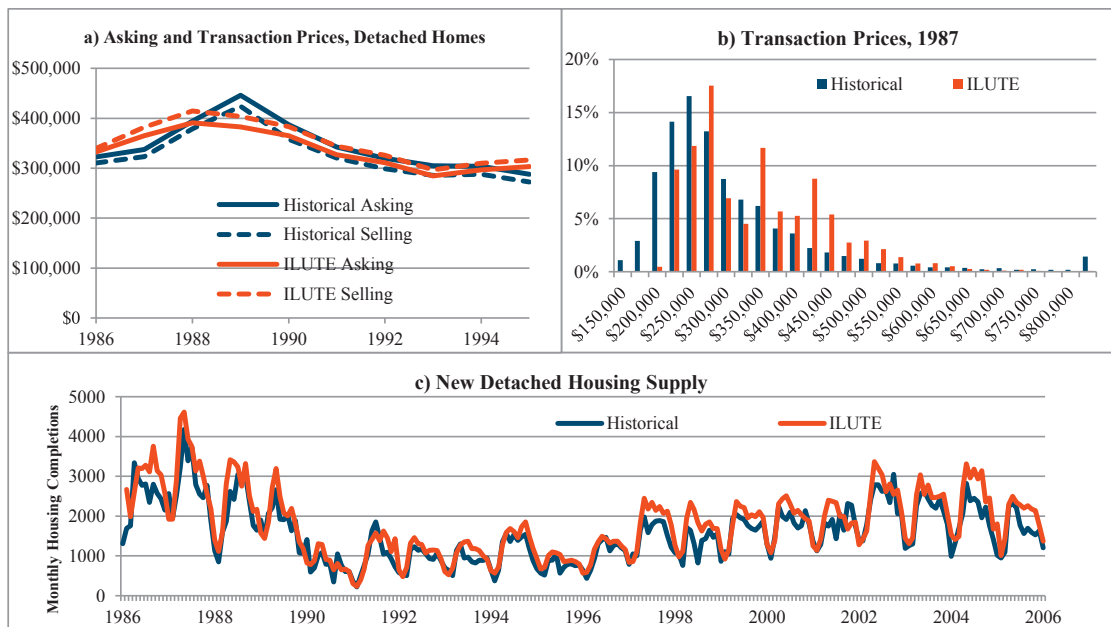 a) Asking and Transaction Prices, Detached Homes
$500,000
$400,000
$300,000
$200,000
$100,000
$0
Historical Asking
Historical Selling
ILUTE Asking
ILUTE Selling
1986 1988 1990 1992 1994
b) Transaction Prices, 1987
20%
15%
10%
5%
0%
Historical ILUTE
$150,000 $200,000 $250,000 $300,000 $350,000 $400,000 $450,000 $500,000 $550,000 $600,000 $650,000 $700,000 $750,000 $800,000
c) New Detached Housing Supply
Monthly Housing Completions
5000
4000
3000
2000
1000
0
Historical ILUTE
1986 1988 1990 1992 1994 1996 1998 2000 2002 2004 2006